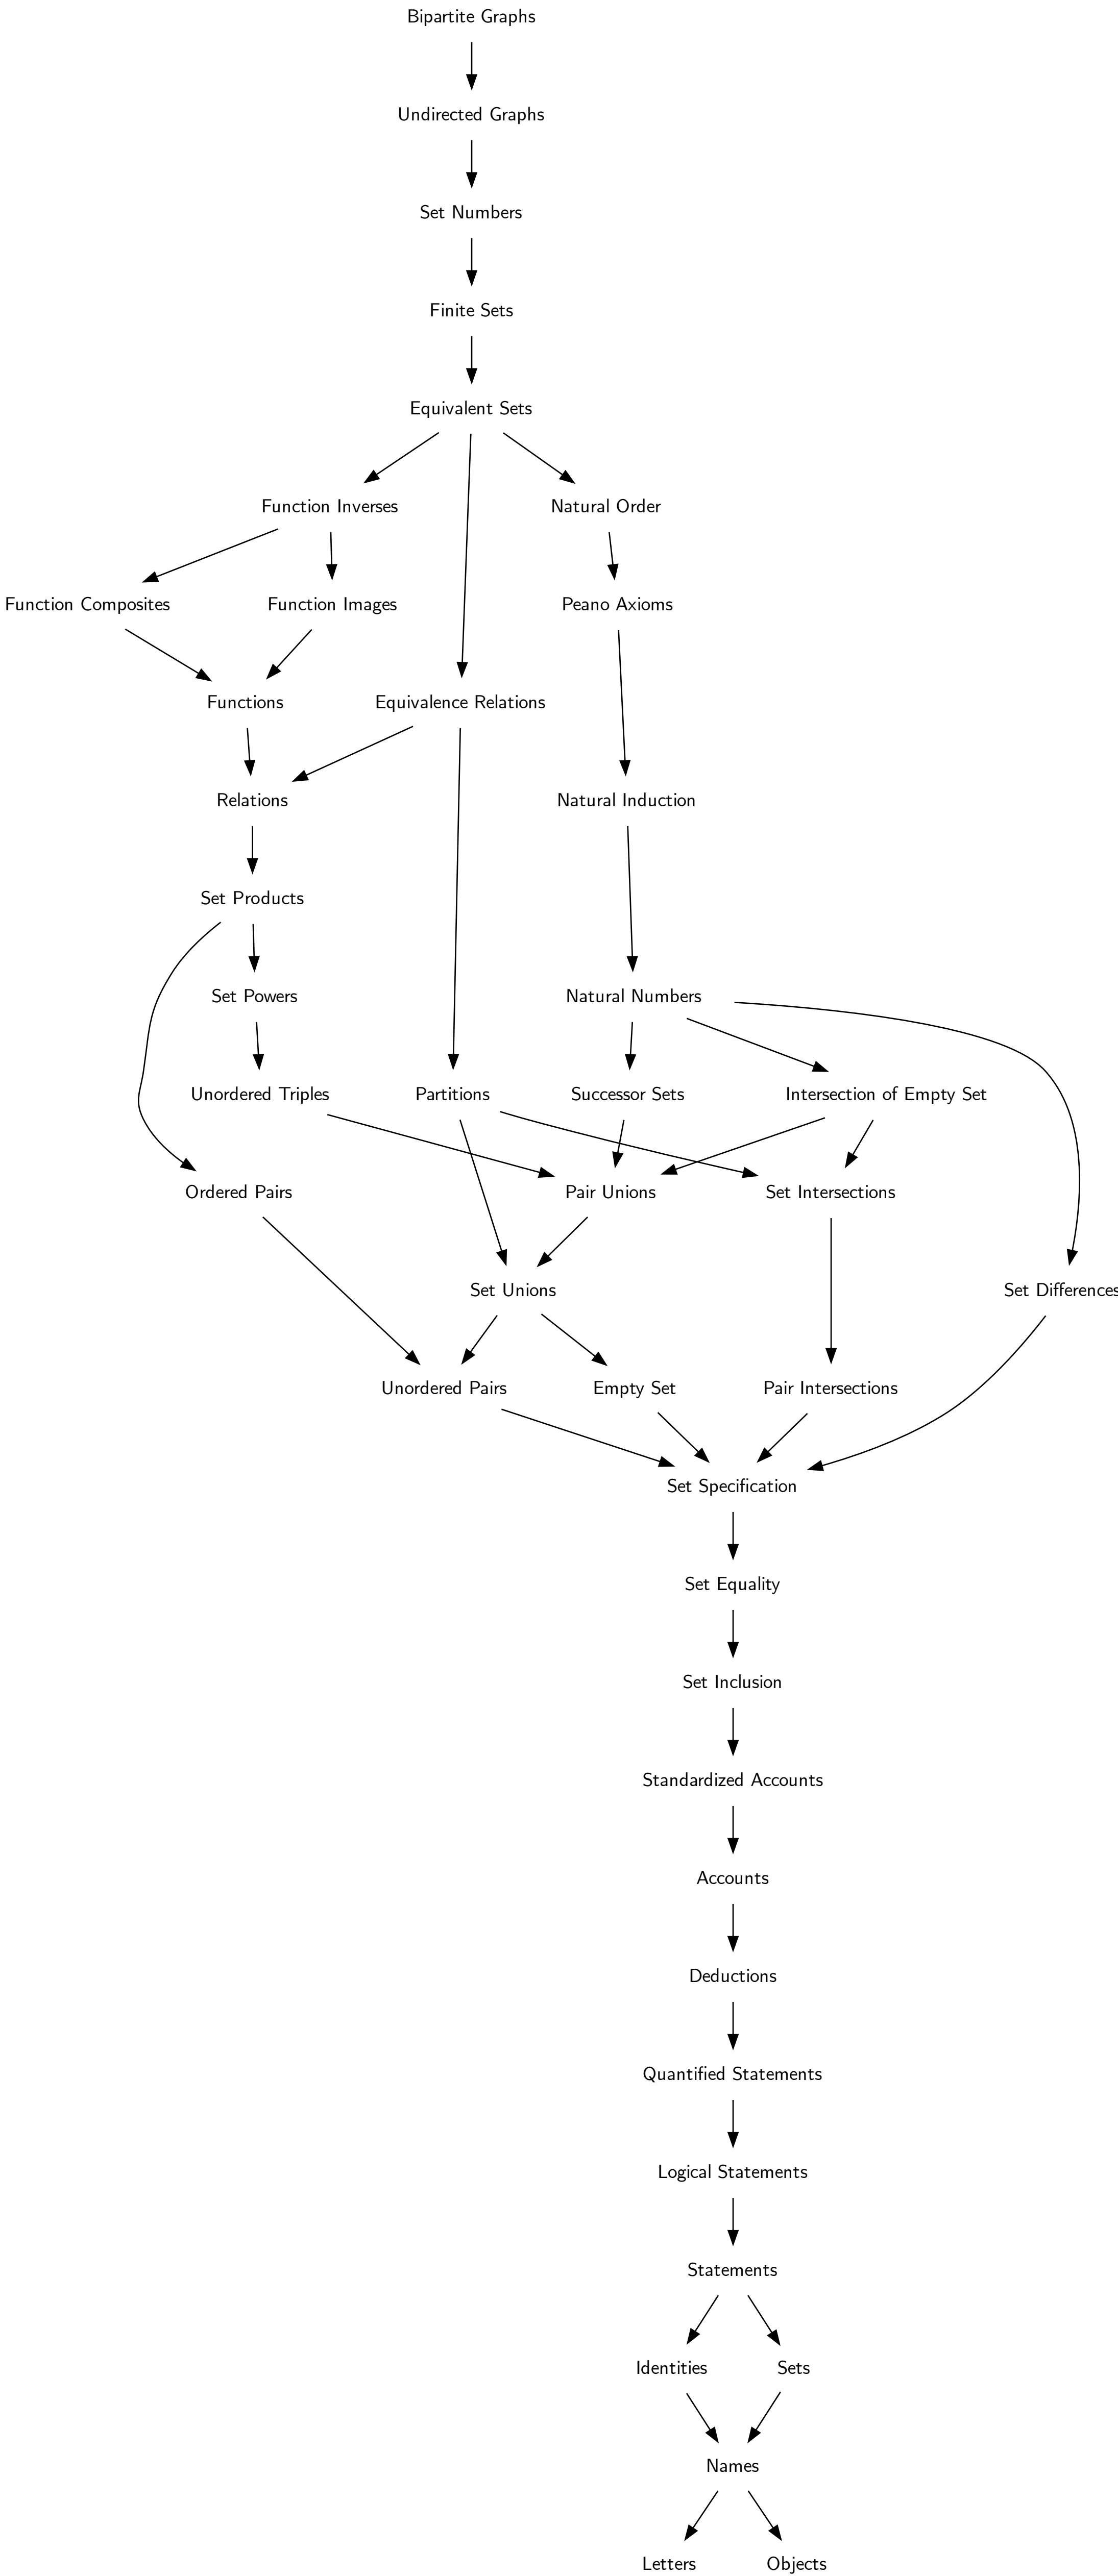 Bipartite Graphs
Undirected Graphs
Set Numbers
Finite Sets
Equivalent Sets
Function Inverses
Natural Order
Function Composites
Function Images
Peano Axioms
Functions
Equivalence Relations
Relations
Natural Induction
Set Products
Set Powers
Natural Numbers
Unordered Triples
Partitions
Successor Sets
Intersection of Empty Set
Ordered Pairs
Pair Unions
Set Intersections
Set Unions
Set Differences
Unordered Pairs
Empty Set
Pair Intersections
Set Specification
Set Equality
Set Inclusion
Standardized Accounts
Accounts
Deductions
Quantified Statements
Logical Statements
Statements
Identities
Sets
Names
Letters
Objects